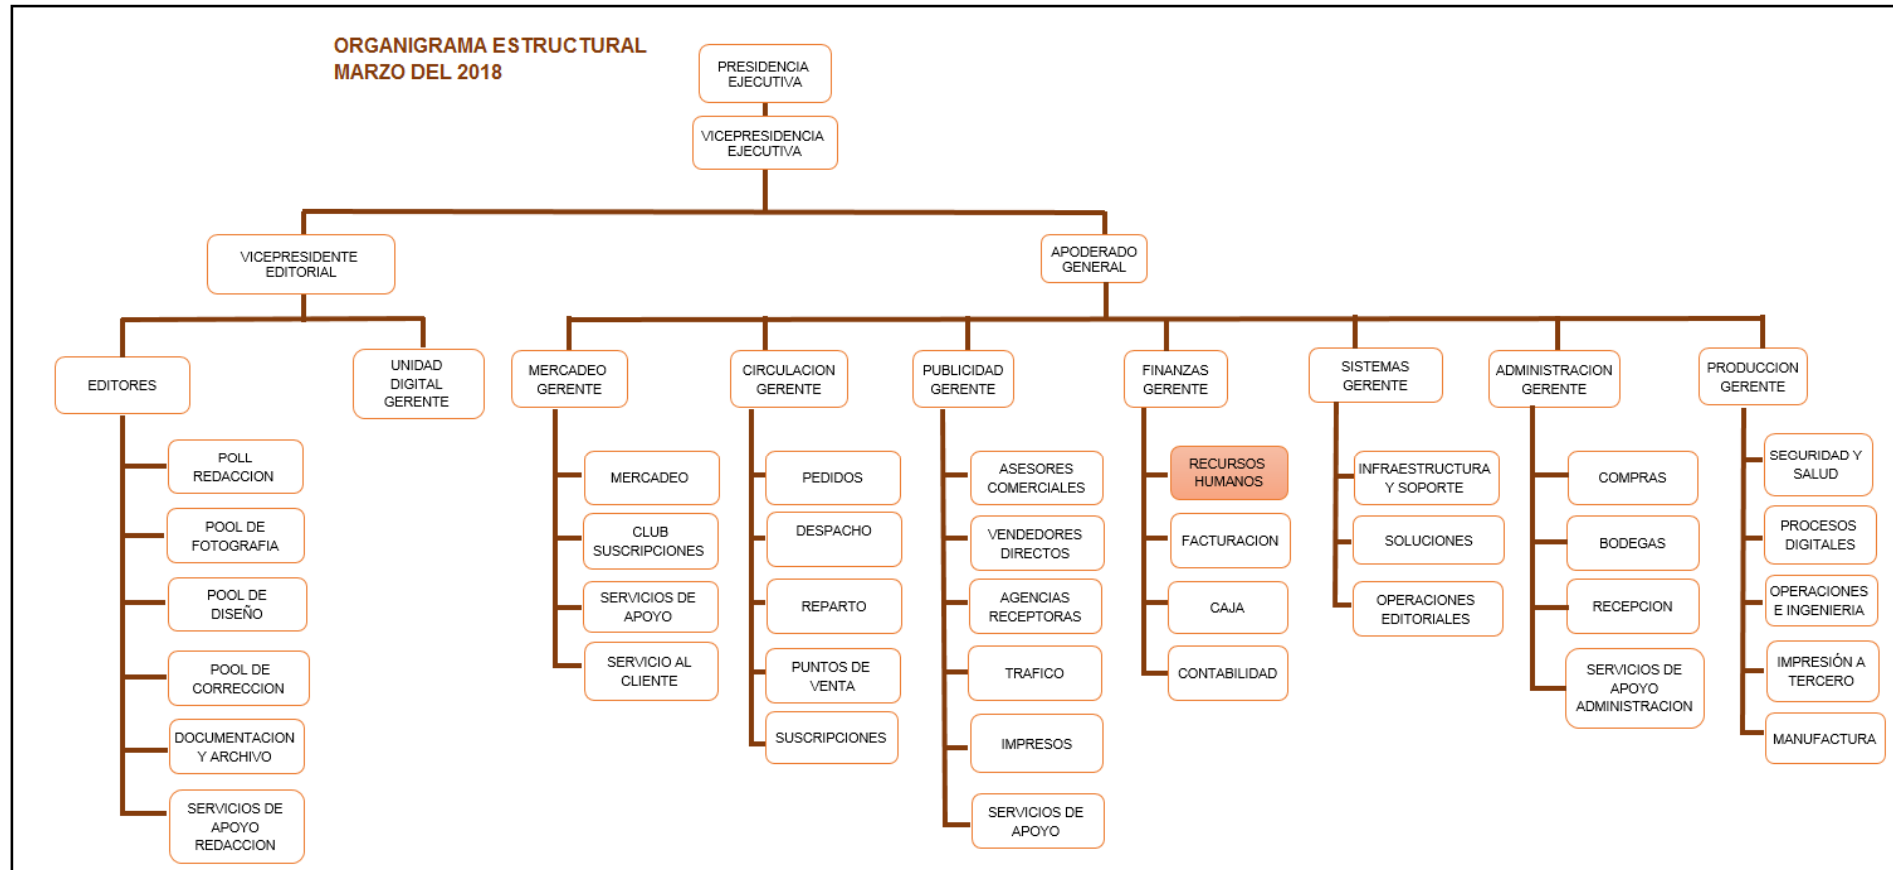 ORGANIGRAMA ESTRUCTURAL
MARZO DEL 2018
PRESIDENCIA
EJECUTIVA
VICEPRESIDENCIA
EJECUTIVA
VICEPRESIDENTE
EDITORIAL
APODERADO
GENERAL
EDITORES
UNIDAD
DIGITAL
GERENTE
MERCADEO
GERENTE
CIRCULACION
GERENTE
PUBLICIDAD
GERENTE
FINANZAS
GERENTE
SISTEMAS
GERENTE
ADMINISTRACION
GERENTE
PRODUCCION
GERENTE
POLL
REDACCION
POOL DE
FOTOGRAFIA
POOL DE
DISEÑO
POOL DE
CORRECCION
DOCUMENTACION
Y ARCHIVO
SERVICIOS DE
APOYO
REDACCION
MERCADEO
CLUB
SUSCRIPCIONES
SERVICIOS DE
APOYO
SERVICIO AL
CLIENTE
PEDIDOS
DESPACHO
REPARTO
PUNTOS DE
VENTA
SUSCRIPCIONES
ASESORES
COMERCIALES
VENDEDORES
DIRECTOS
AGENCIAS
RECEPTORAS
TRAFICO
IMPRESOS
SERVICIOS DE
APOYO
RECURSOS
HUMANOS
FACTURACION
CAJA
CONTABILIDAD
INFRAESTRUCTURA
Y SOPORTE
SOLUCIONES
OPERACIONES
EDITORIALES
COMPRAS
BODEGAS
RECEPCION
SERVICIOS DE
APOYO
ADMINISTRACION
SEGURIDAD Y
SALUD
PROCESOS
DIGITALES
OPERACIONES
E INGENIERIA
IMPRESIÓN A
TERCERO
MANUFACTURA